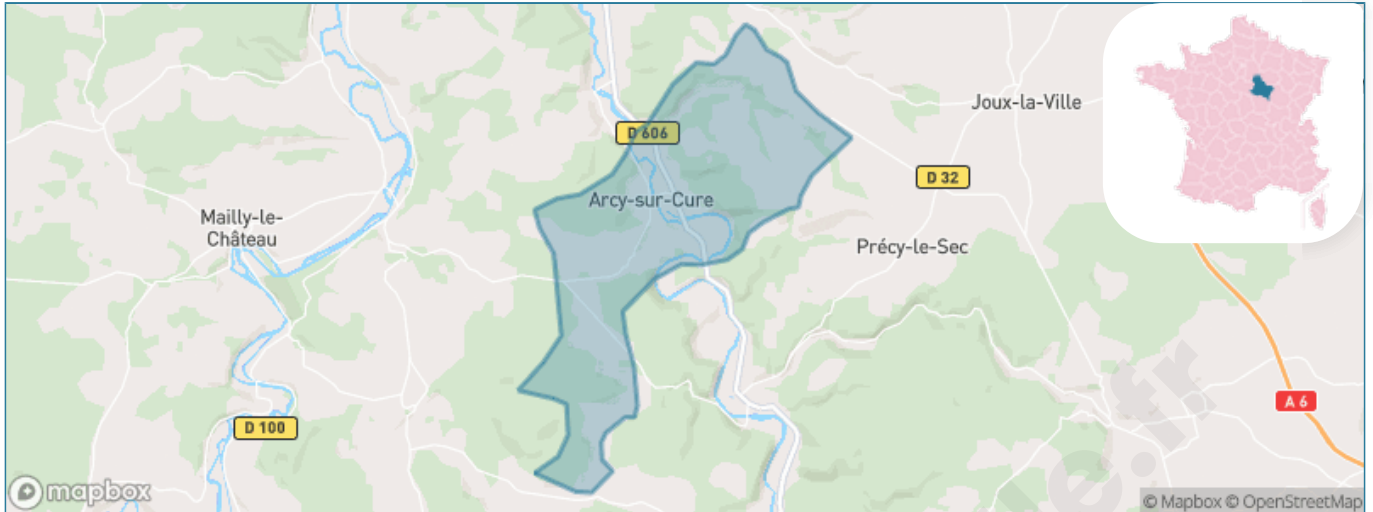 Joux-la-Ville
D 606
D 32
Arcy-sur-Cure
Mailly-le-
Château
Précy-le-Sec
A 6
D 100
mapbox
© Mapbox © OpenStreetMap